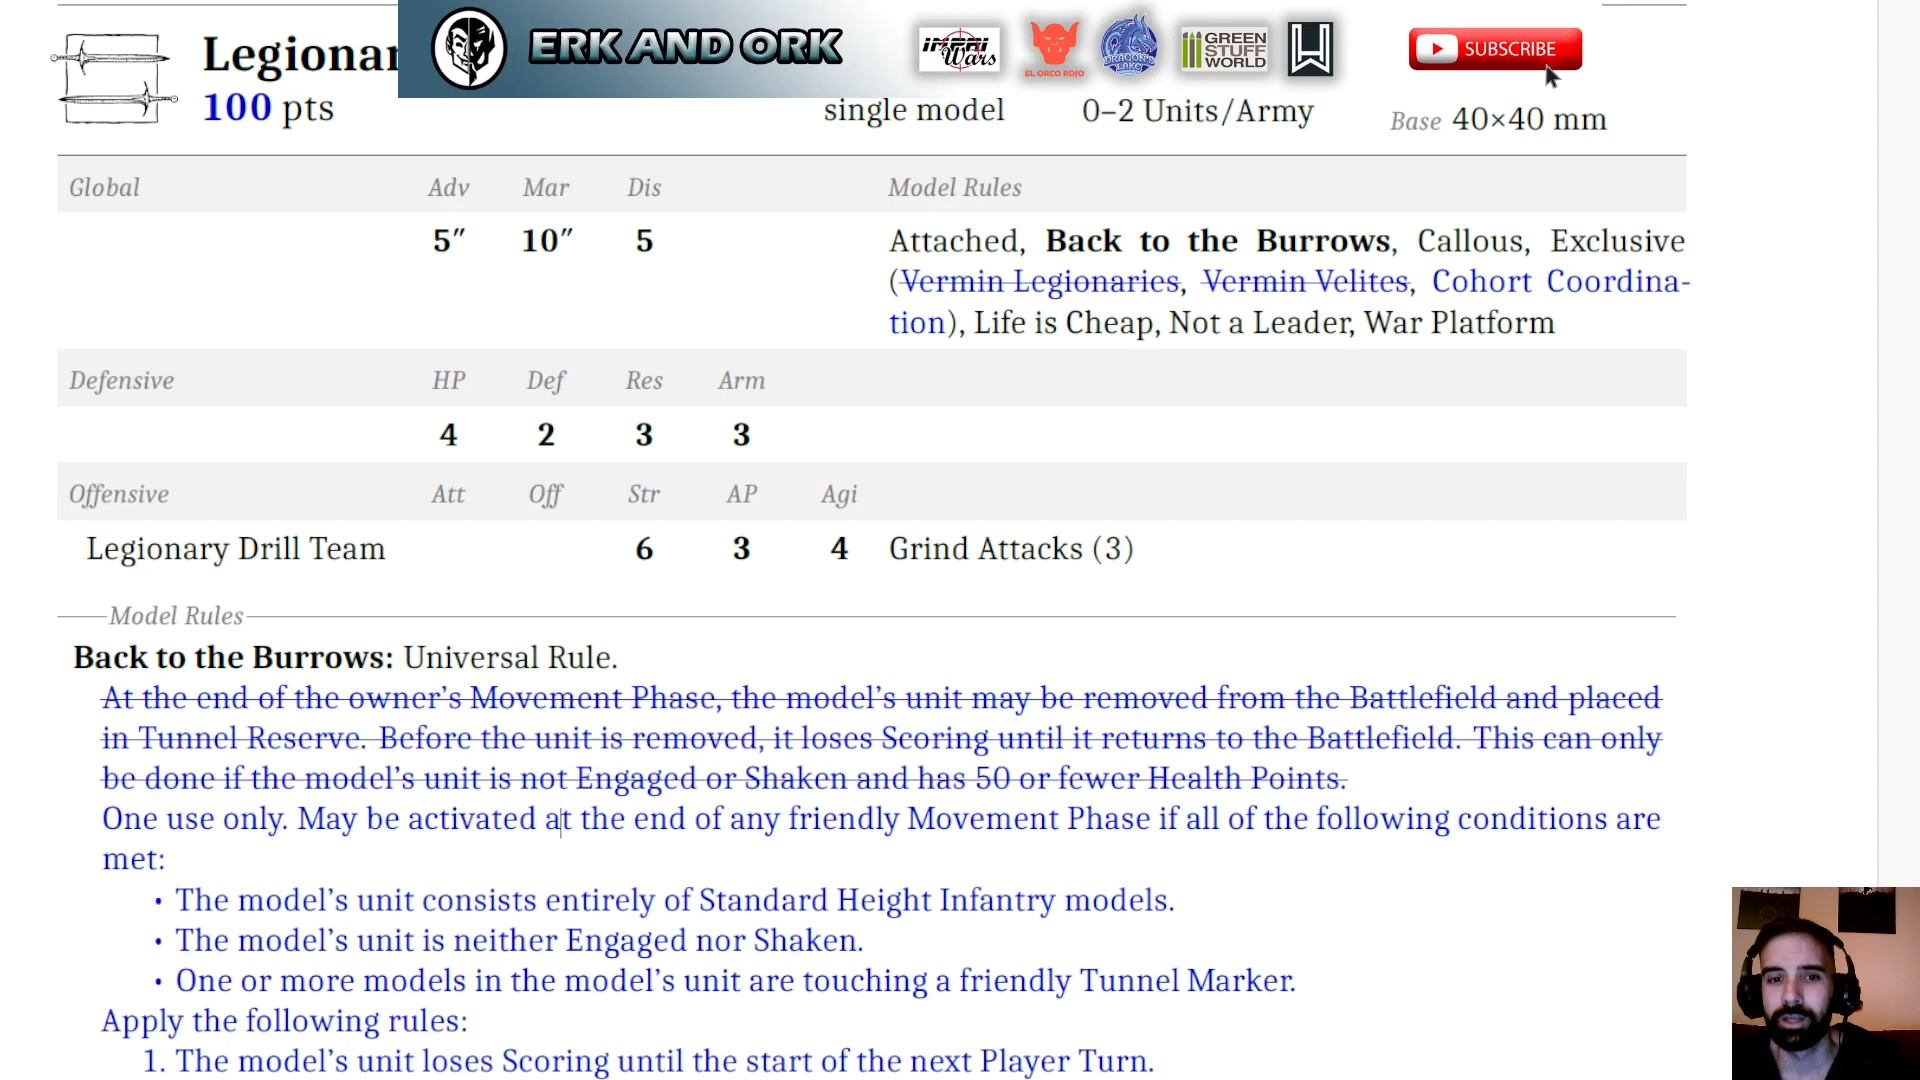 Legionar
ERK AND ORK
IMPRI
Wars
EL ORCO ROJO
DRAGON'S
LAKE
GREEN
STUFF
WORLD
SUBSCRIBE
100 pts
single model
0–2 Units/Army
Base 40×40 mm
Global Adv Mar Dis Model Rules
5″ 10″ 5 Attached, Back to the Burrows, Callous, Exclusive
(Vermin Legionaries, Vermin Velites, Cohort Coordina-
tion), Life is Cheap, Not a Leader, War Platform
Defensive HP Def Res Arm
4 2 3 3
Offensive Att Off Str AP Agi
Legionary Drill Team 6 3 4 Grind Attacks (3)
Model Rules
Back to the Burrows: Universal Rule.
At the end of the owner’s Movement Phase, the model’s unit may be removed from the Battlefield and placed
in Tunnel Reserve. Before the unit is removed, it loses Scoring until it returns to the Battlefield. This can only
be done if the model’s unit is not Engaged or Shaken and has 50 or fewer Health Points.
One use only. May be activated at the end of any friendly Movement Phase if all of the following conditions are
met:
• The model’s unit consists entirely of Standard Height Infantry models.
• The model’s unit is neither Engaged nor Shaken.
• One or more models in the model’s unit are touching a friendly Tunnel Marker.
Apply the following rules:
1. The model’s unit loses Scoring until the start of the next Player Turn.